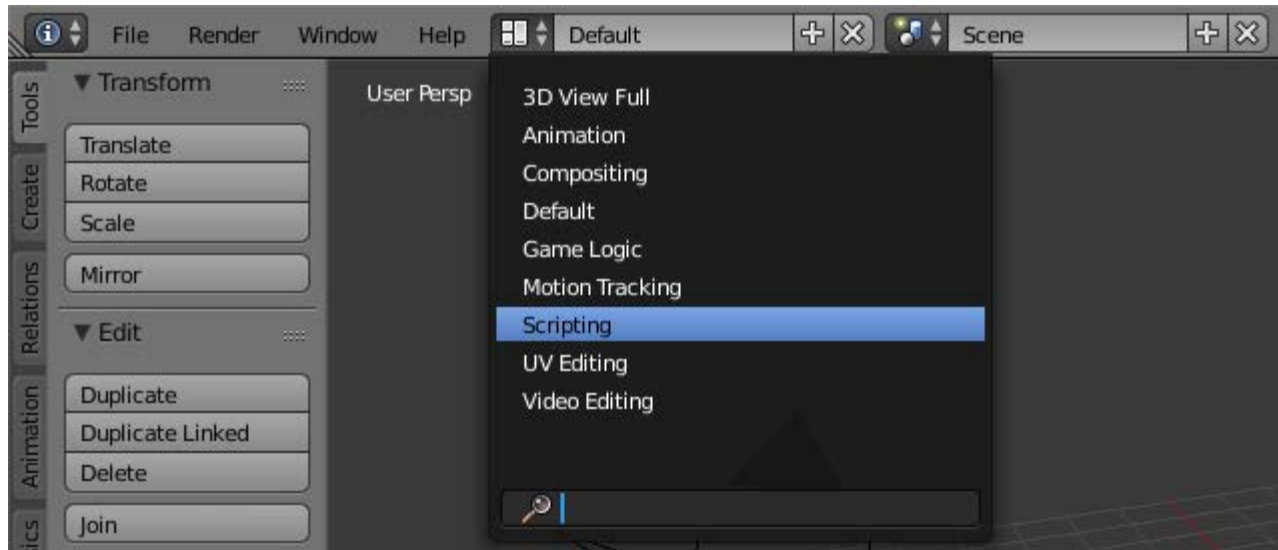 File Render Window Help Default Scene
Tools
Create
Relations
Animation
ics
Transform
Translate
Rotate
Scale
Mirror
Edit
Duplicate
Duplicate Linked
Delete
Join
User Persp
3D View Full
Animation
Compositing
Default
Game Logic
Motion Tracking
Scripting
UV Editing
Video Editing